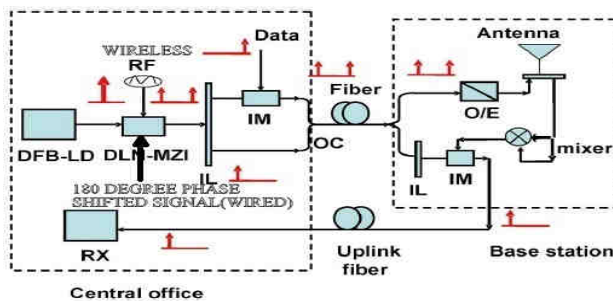 WIRELESS
RF
Data
Antenna
Fiber
IM
O/E
DFB-LD
DLN-MZI
OC
mixer
IL
IL
IM
180 DEGREE PHASE
SHIFTED SIGNAL(WIRED)
RX
Uplink
fiber
Base station
Central office